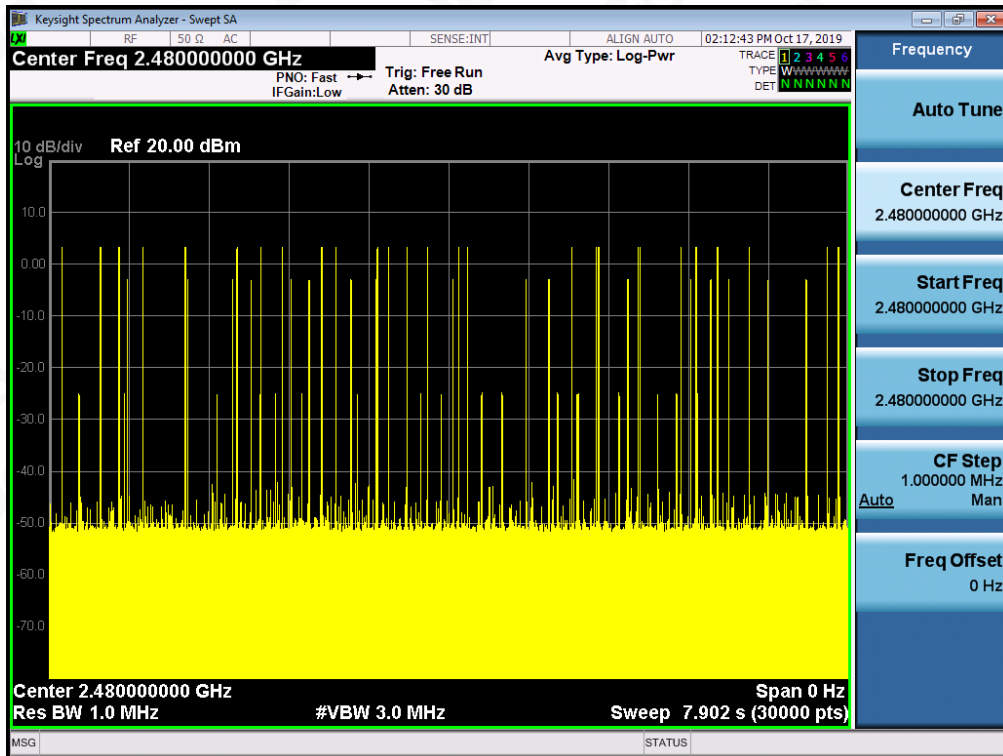 Keysight Spectrum Analyzer - Swept SA
LXI RF 50 Ω AC SENSE:INT ALIGN AUTO 02:12:43 PM Oct 17, 2019
Center Freq 2.480000000 GHz
PNO: Fast
IFGain:Low
Trig: Free Run
Atten: 30 dB
Avg Type: Log-Pwr
TRACE 1 2 3 4 5 6
TYPE WWWWWWW
DET N N N N N N
10 dB/div Ref 20.00 dBm
Log
10.0
0.00
-10.0
-20.0
-30.0
-40.0
-50.0
-60.0
-70.0
Center 2.480000000 GHz Span 0 Hz
Res BW 1.0 MHz #VBW 3.0 MHz Sweep 7.902 s (30000 pts)
MSG STATUS
Frequency
Auto Tune
Center Freq
2.480000000 GHz
Start Freq
2.480000000 GHz
Stop Freq
2.480000000 GHz
CF Step
1.000000 MHz
Auto Man
Freq Offset
0 Hz